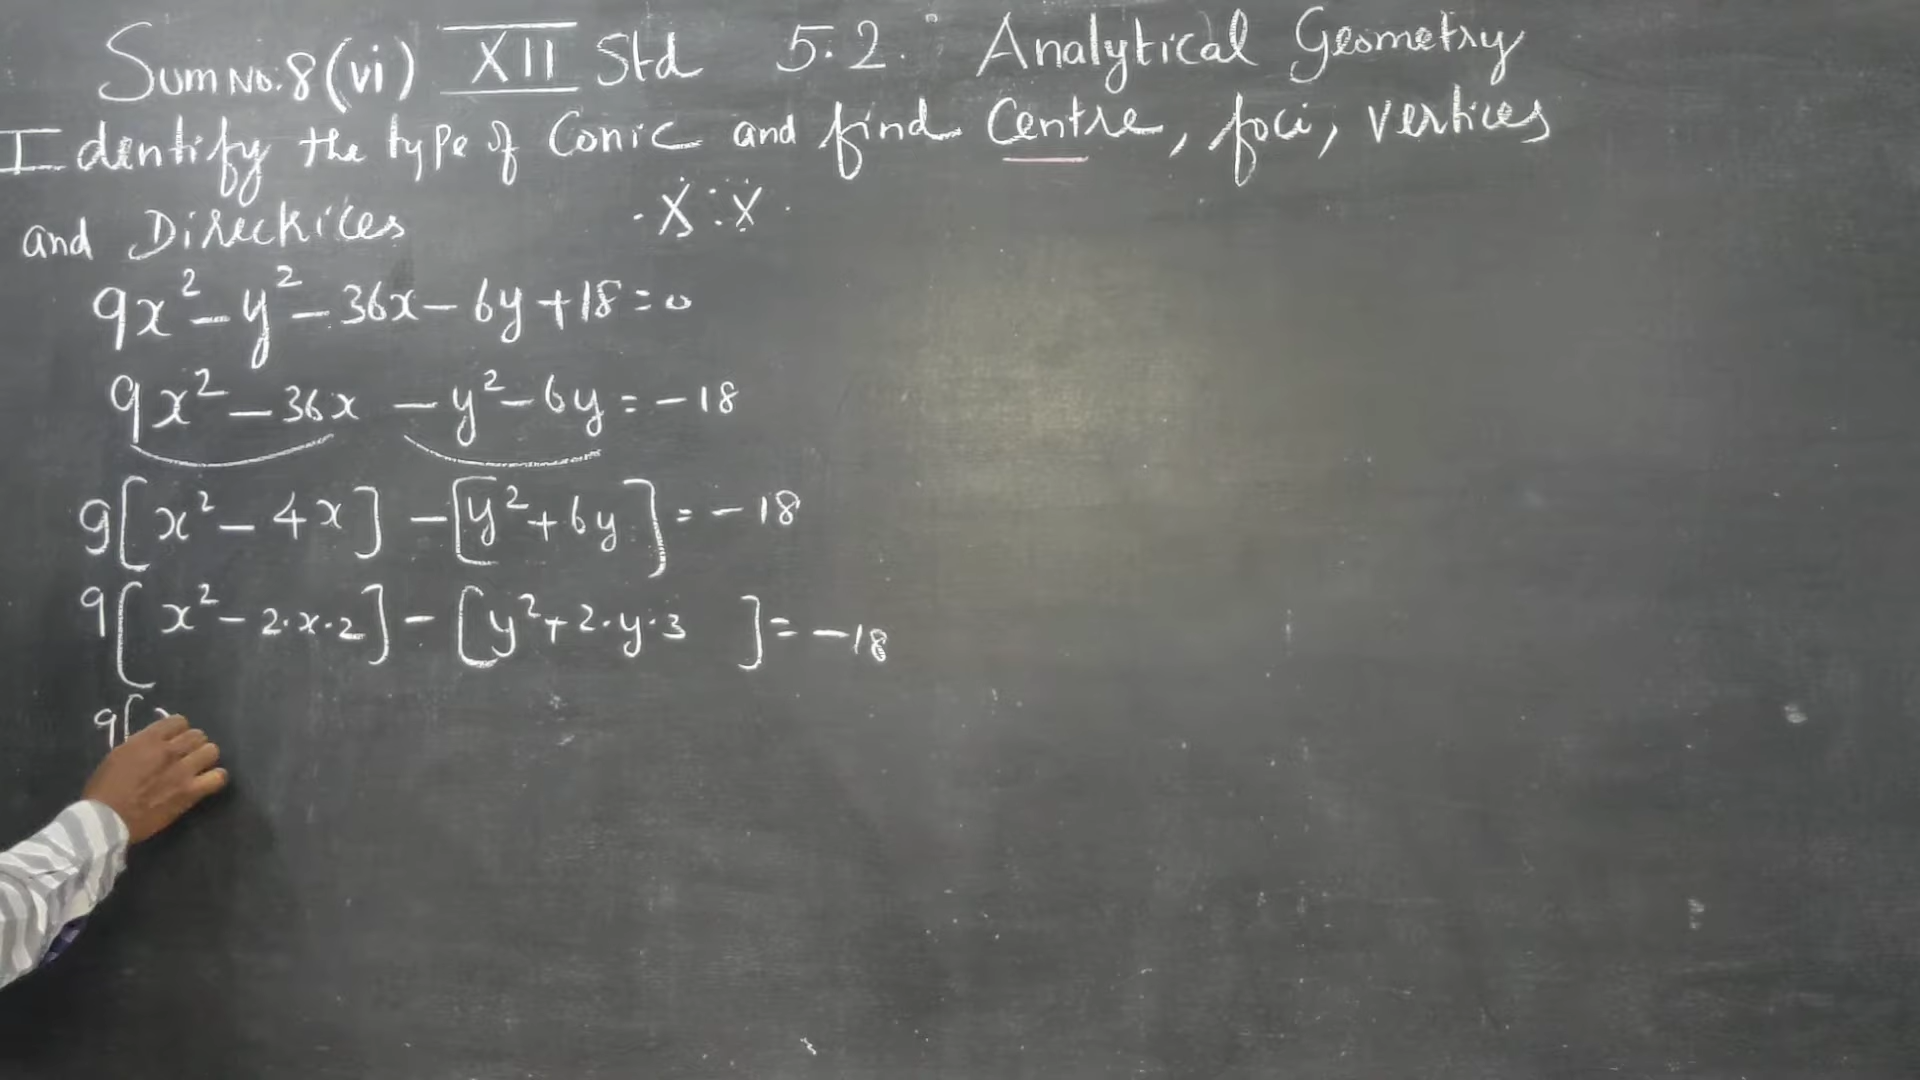 Sum No: 8 (vi) XII Std 5.2. Analytical Geometry
Identify the type of Conic and find Centre, foci, vertices
and Directrices
9x² - y² - 36x - 6y + 18 = 0
9x² - 36x - y² - 6y = -18
9[x² - 4x] - [y² + 6y] = -18
9[x² - 2·x·2] - [y² + 2·y·3 ] = -18
9[